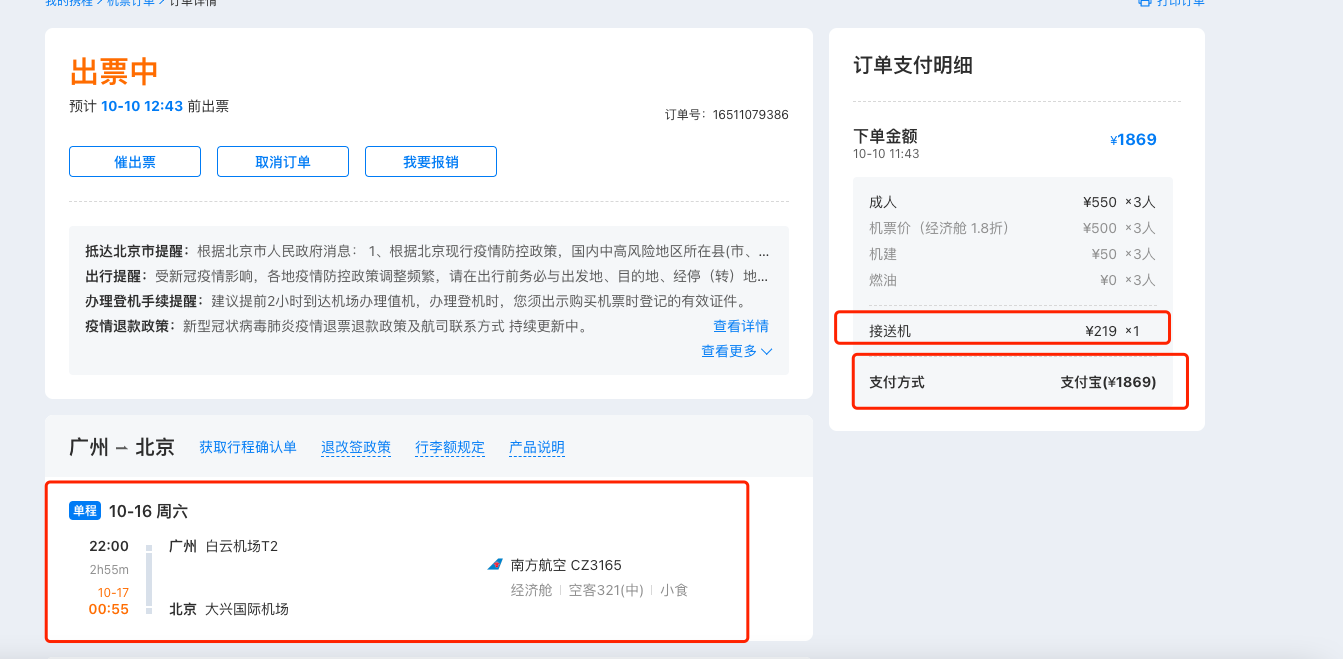 我的携程 > 机票订单 > 订单详情
打印订单
出票中
预计 10-10 12:43 前出票
订单号：16511079386
催出票
取消订单
我要报销
抵达北京市提醒：根据北京市人民政府消息： 1、根据北京现行疫情防控政策，国内中高风险地区所在县(市、...
出行提醒：受新冠疫情影响，各地疫情防控政策调整频繁，请在出行前务必与出发地、目的地、经停（转）地...
办理登机手续提醒：建议提前2小时到达机场办理值机，办理登机时，您须出示购买机票时登记的有效证件。
疫情退款政策：新型冠状病毒肺炎疫情退票退款政策及航司联系方式 持续更新中。
查看详情
查看更多
订单支付明细
下单金额
¥1869
10-10 11:43
成人 ¥550 ×3人
机票价（经济舱 1.8折） ¥500 ×3人
机建 ¥50 ×3人
燃油 ¥0 ×3人
接送机 ¥219 ×1
支付方式 支付宝(¥1869)
广州 → 北京 获取行程确认单 退改签政策 行李额规定 产品说明
单程 10-16 周六
22:00 广州 白云机场T2
2h55m
10-17
00:55 北京 大兴国际机场
南方航空 CZ3165
经济舱 | 空客321(中) | 小食